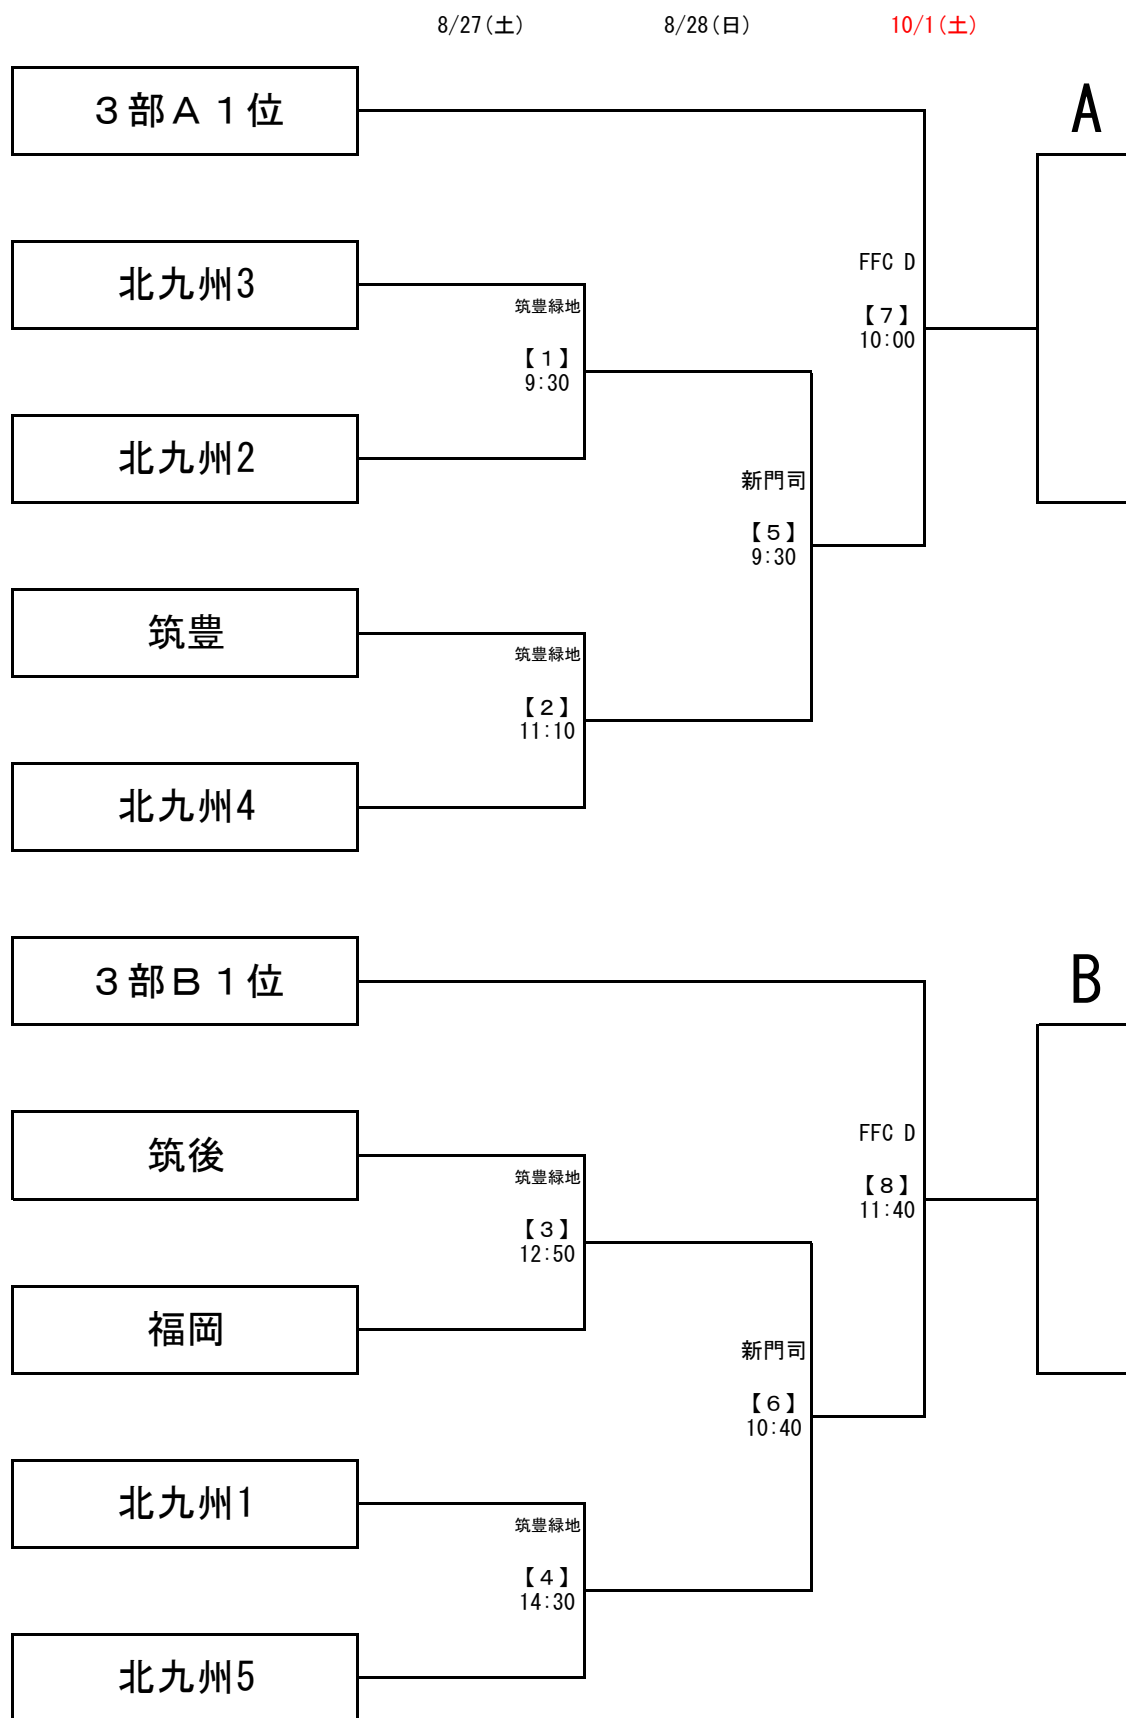 8/27(土) 8/28(日) 10/1(土)
３部Ａ１位
A
北九州3
FFC D
筑豊緑地
【７】
10:00
【１】
9:30
北九州2
新門司
【５】
9:30
筑豊
筑豊緑地
【２】
11:10
北九州4
３部Ｂ１位
B
筑後
FFC D
筑豊緑地
【８】
11:40
【３】
12:50
福岡
新門司
【６】
10:40
北九州1
筑豊緑地
【４】
14:30
北九州5